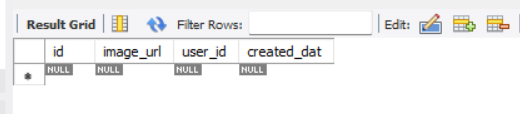 Result Grid Filter Rows: Edit:
id image_url user_id created_dat
NULL NULL NULL NULL